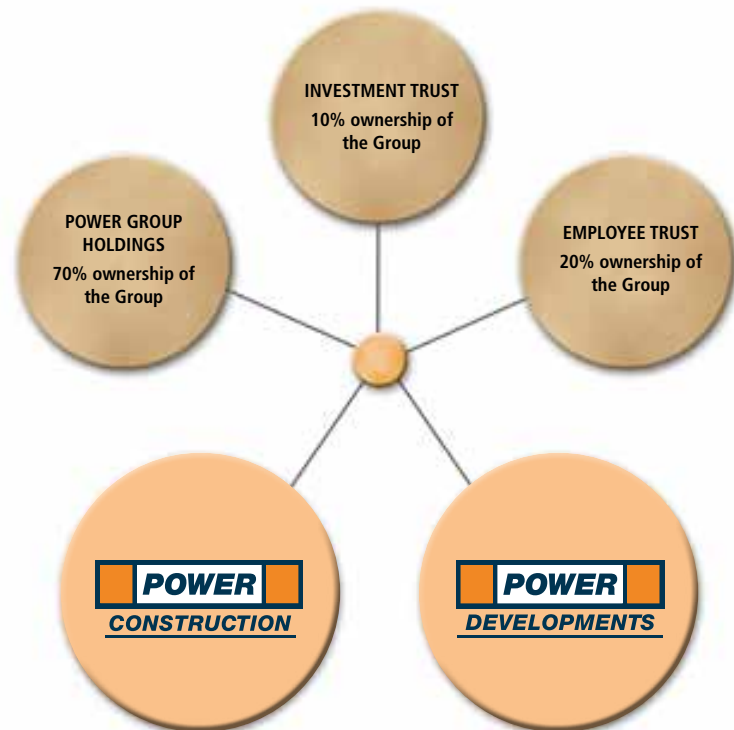 INVESTMENT TRUST
10% ownership of
the Group
POWER GROUP
HOLDINGS
70% ownership of
the Group
EMPLOYEE TRUST
20% ownership of
the Group
POWER
CONSTRUCTION
POWER
DEVELOPMENTS